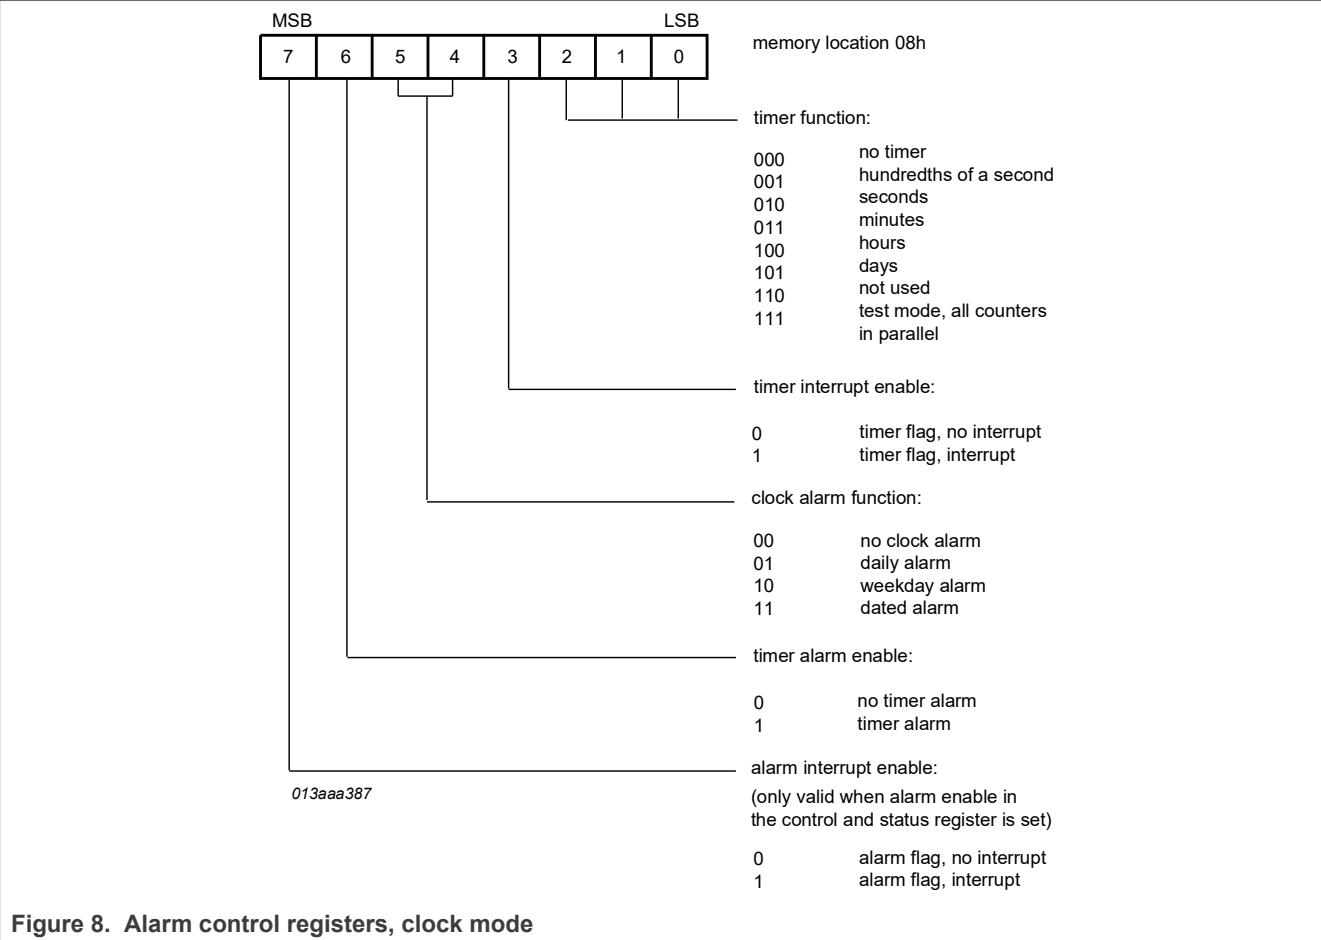 MSB LSB
7 6 5 4 3 2 1 0
memory location 08h
timer function:
000 no timer
001 hundredths of a second
010 seconds
011 minutes
100 hours
101 days
110 not used
111 test mode, all counters
in parallel
timer interrupt enable:
0 timer flag, no interrupt
1 timer flag, interrupt
clock alarm function:
00 no clock alarm
01 daily alarm
10 weekday alarm
11 dated alarm
timer alarm enable:
0 no timer alarm
1 timer alarm
alarm interrupt enable:
013aaa387
(only valid when alarm enable in
the control and status register is set)
0 alarm flag, no interrupt
1 alarm flag, interrupt
Figure 8. Alarm control registers, clock mode